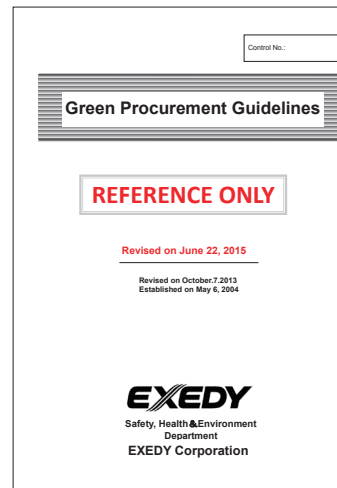 Control No.:
Green Procurement Guidelines
REFERENCE ONLY
Revised on June 22, 2015
Revised on October.7.2013
Established on May 6, 2004
EXEDY
Safety, Health&Environment
Department
EXEDY Corporation